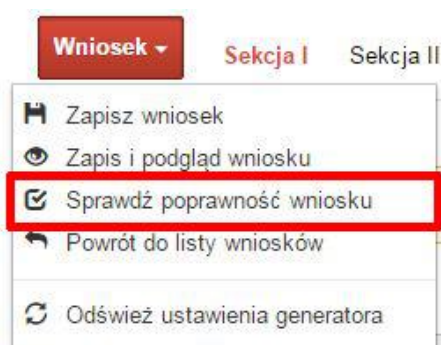 Wniosek Sekcja I Sekcja II
Zapisz wniosek
Zapis i podgląd wniosku
Sprawdź poprawność wniosku
Powrót do listy wniosków
Odśwież ustawienia generatora